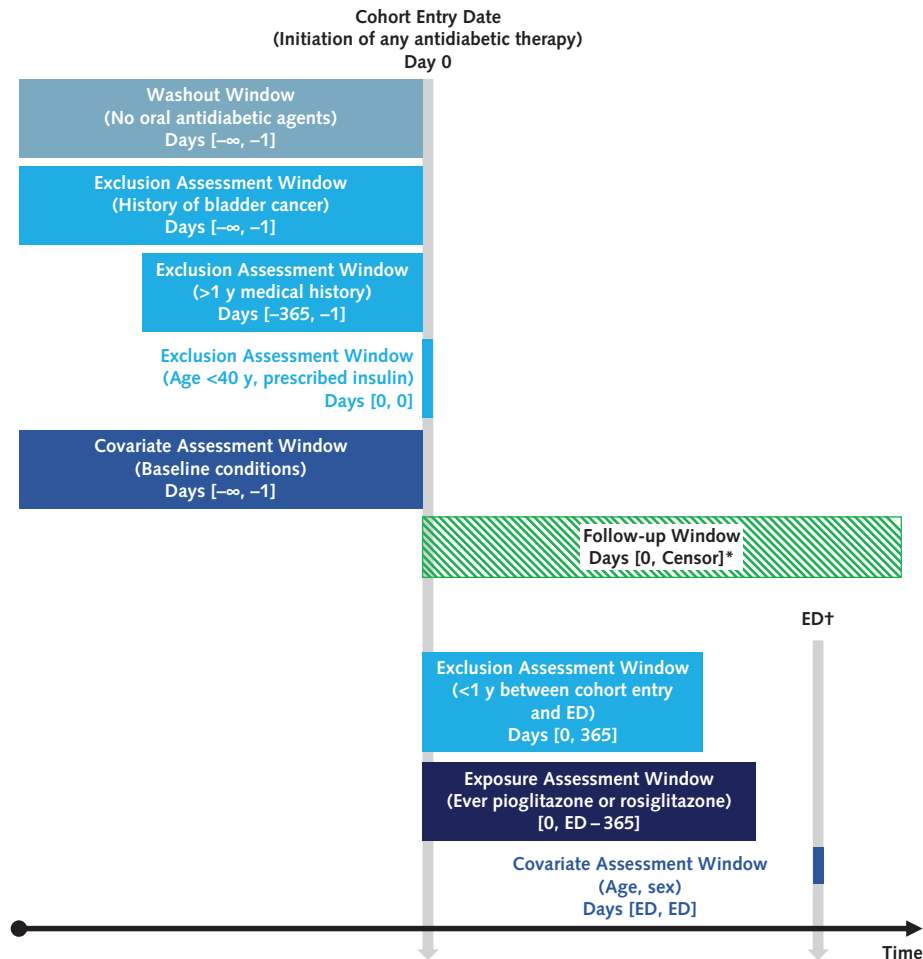 Cohort Entry Date
(Initiation of any antidiabetic therapy)
Day 0
Washout Window
(No oral antidiabetic agents)
Days [–∞, –1]
Exclusion Assessment Window
(History of bladder cancer)
Days [–∞, –1]
Exclusion Assessment Window
(>1 y medical history)
Days [–365, –1]
Exclusion Assessment Window
(Age <40 y, prescribed insulin)
Days [0, 0]
Covariate Assessment Window
(Baseline conditions)
Days [–∞, –1]
Follow-up Window
Days [0, Censor]*
ED†
Exclusion Assessment Window
(<1 y between cohort entry
and ED)
Days [0, 365]
Exposure Assessment Window
(Ever pioglitazone or rosiglitazone)
[0, ED – 365]
Covariate Assessment Window
(Age, sex)
Days [ED, ED]
Time